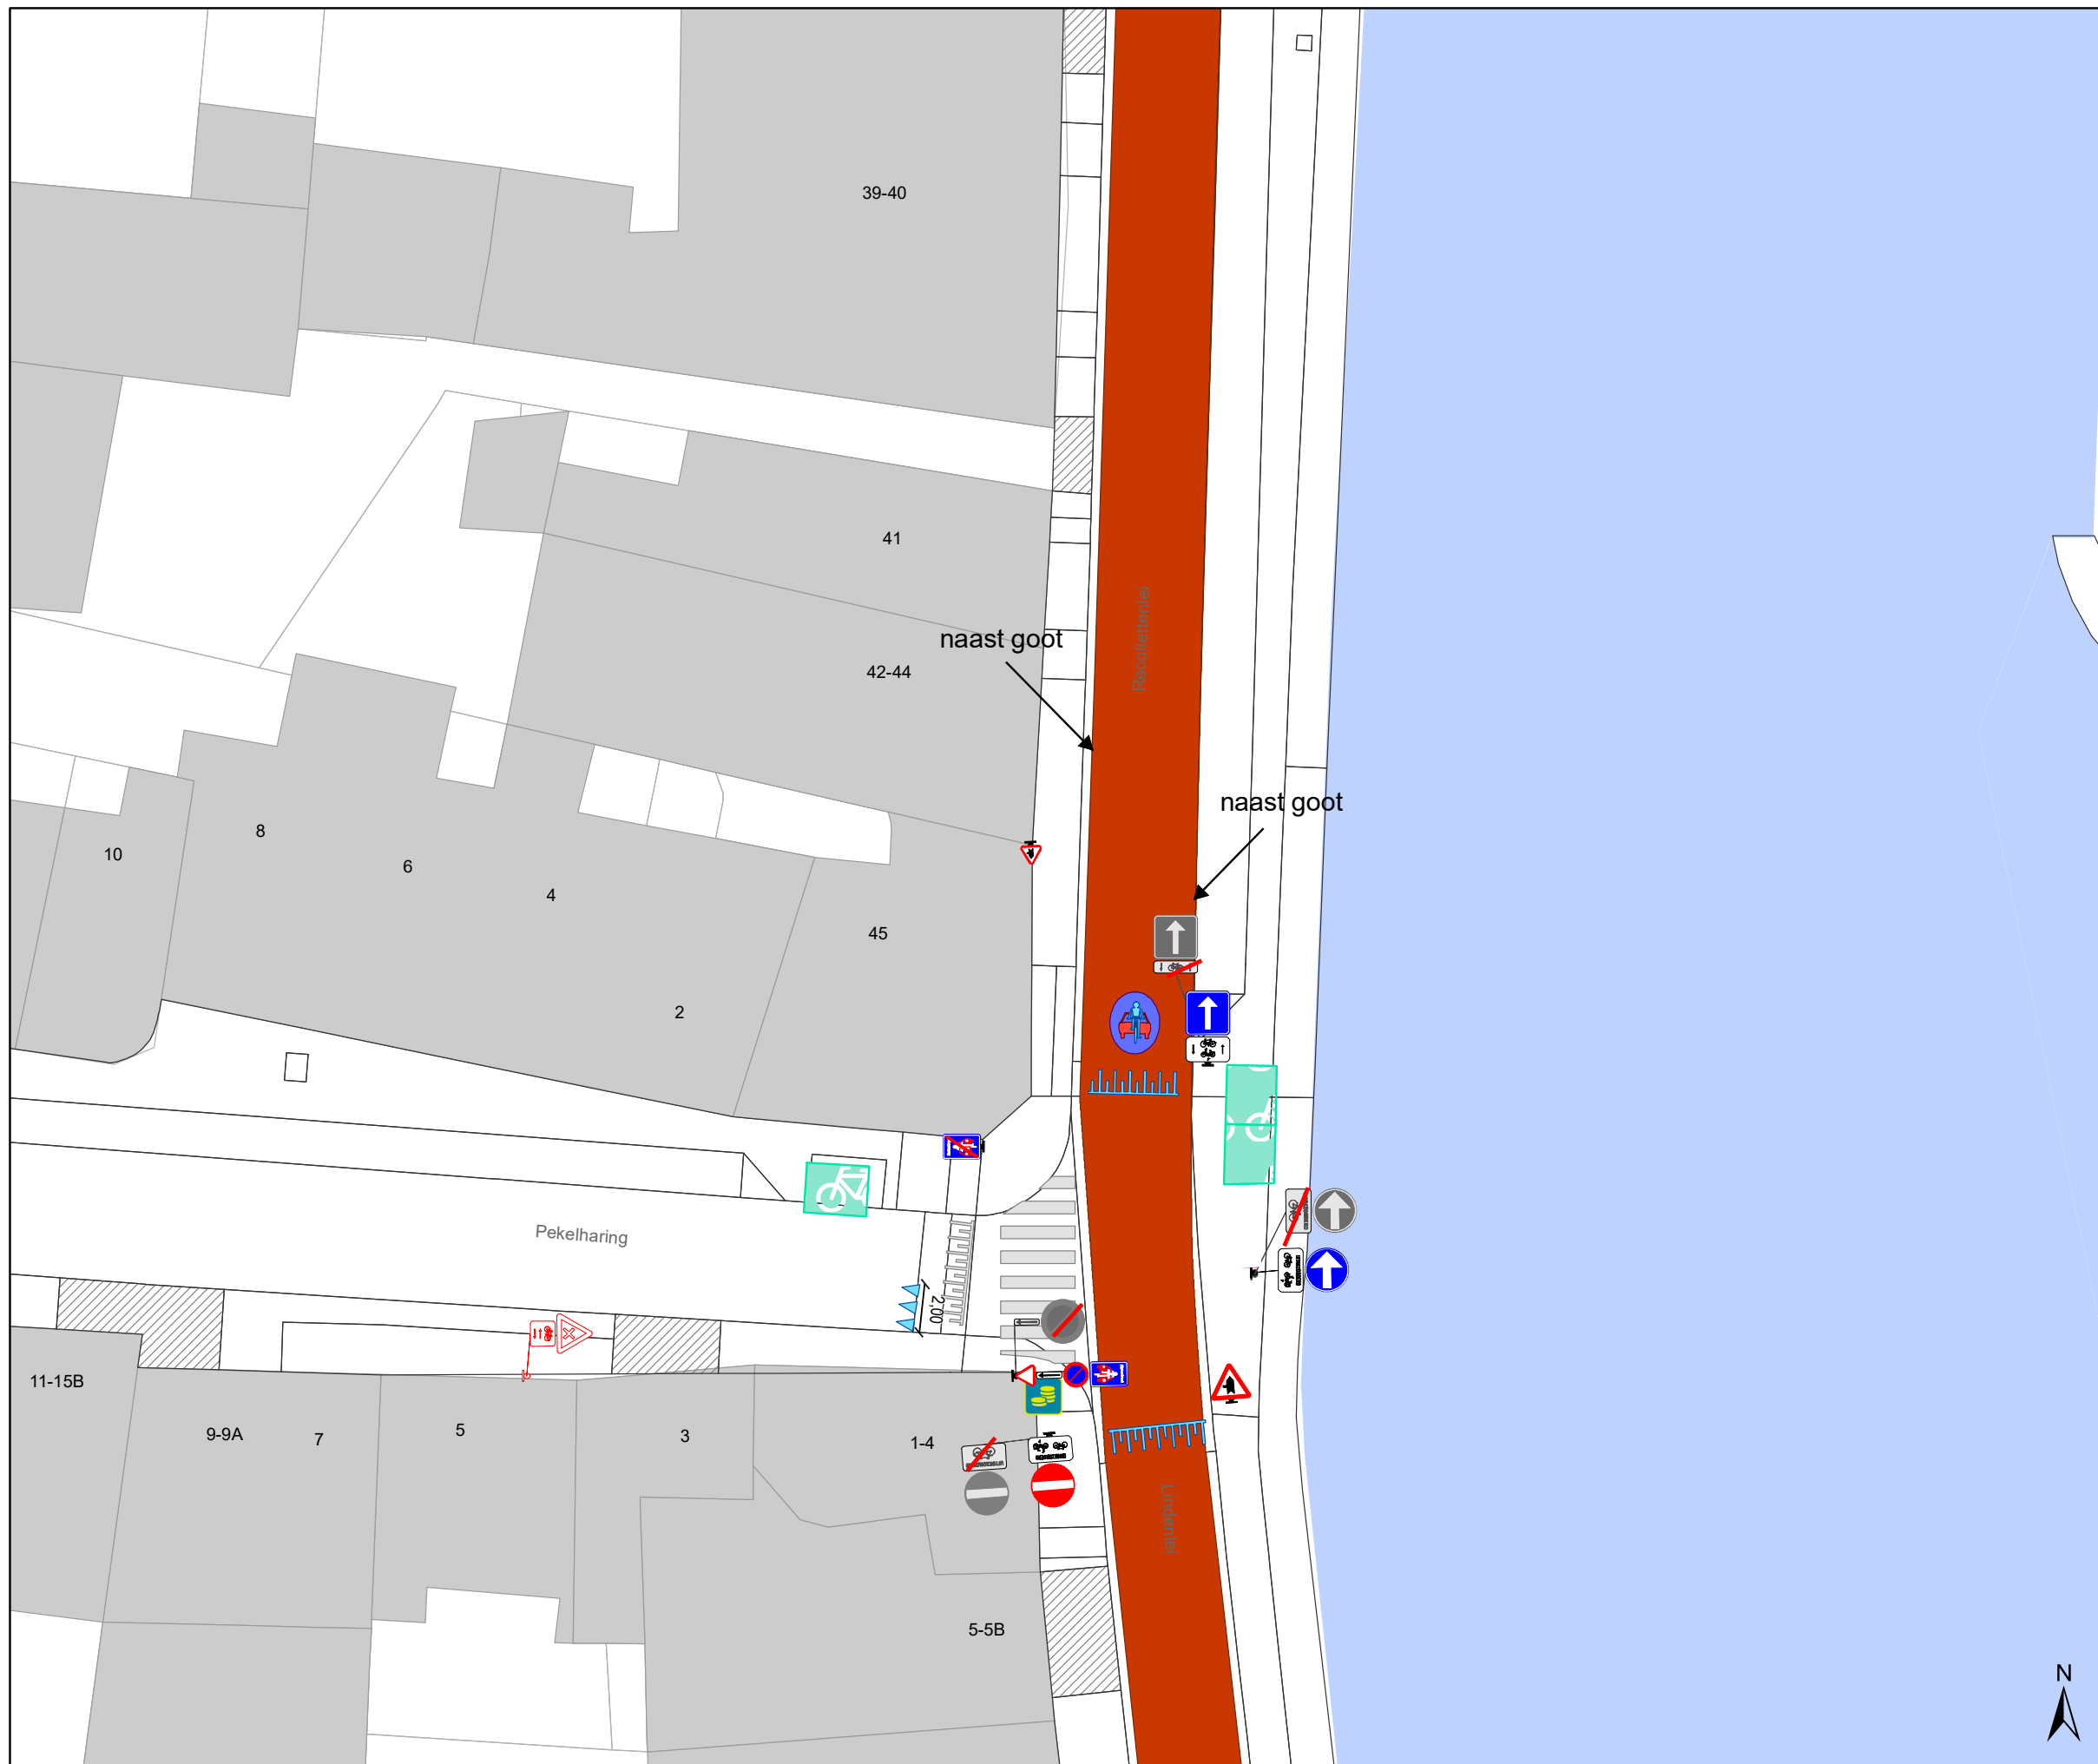 39-40
41
naast goot
Recollettenlei
42-44
naast goot
8
10
6
4
45
2
Pekelharing
2,00
11-15B
9-9A
7
5
3
1-4
Lindenlei
5-5B
N